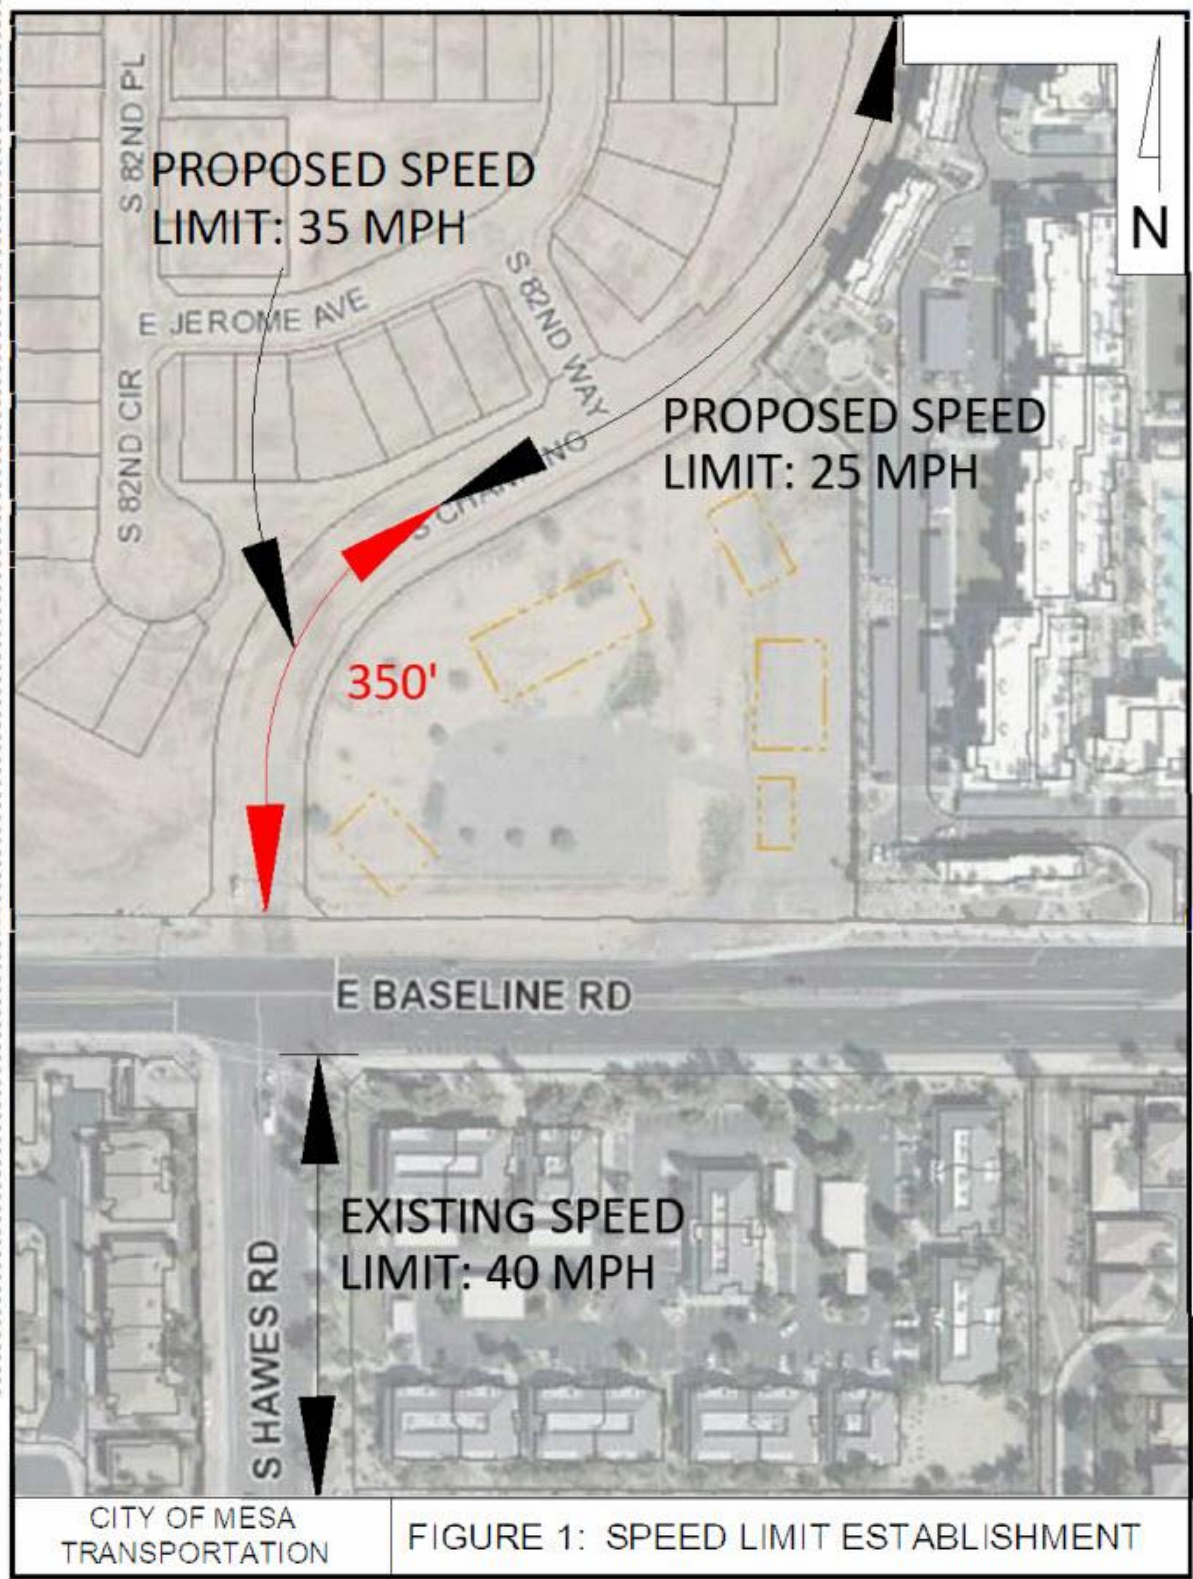 S 82ND PL
PROPOSED SPEED
LIMIT: 35 MPH
N
S 82ND WAY
E JEROME AVE
S 82ND CIR
PROPOSED SPEED
LIMIT: 25 MPH
350'
E BASELINE RD
EXISTING SPEED
LIMIT: 40 MPH
S HAWES RD
CITY OF MESA
TRANSPORTATION
FIGURE 1: SPEED LIMIT ESTABLISHMENT